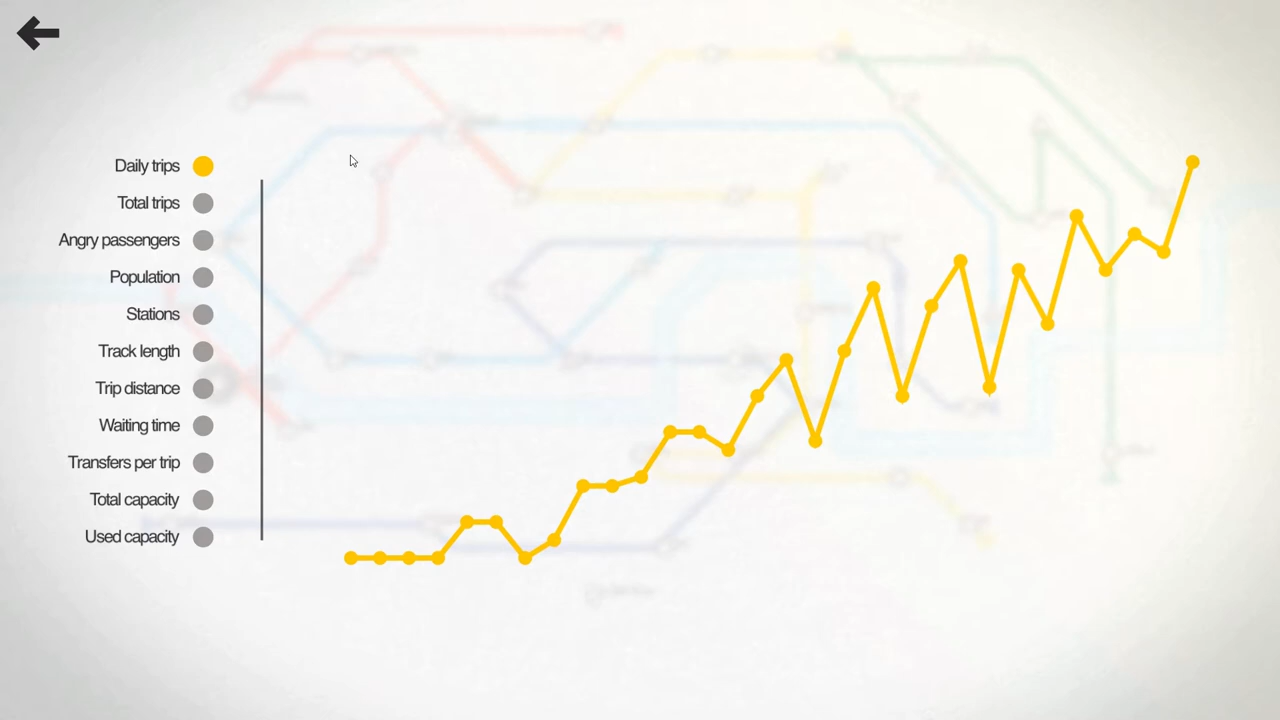 Daily trips
Total trips
Angry passengers
Population
Stations
Track length
Trip distance
Waiting time
Transfers per trip
Total capacity
Used capacity